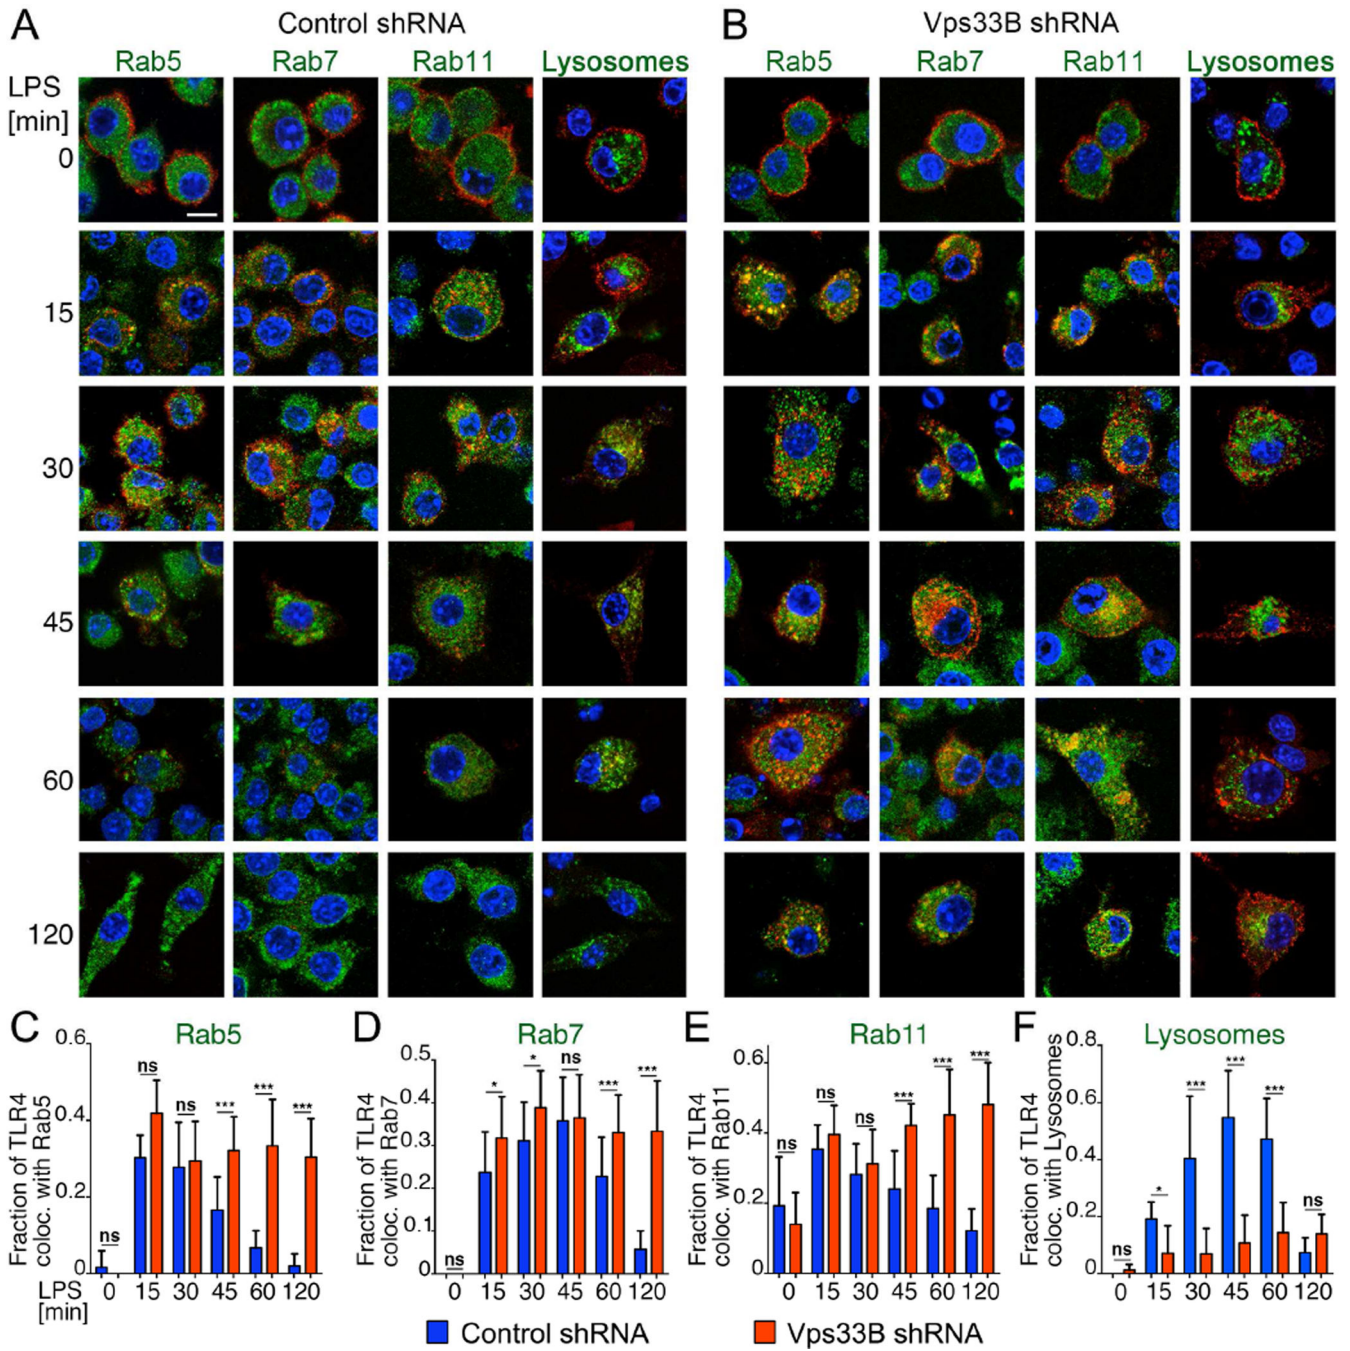 A Control shRNA
Rab5 Rab7 Rab11 Lysosomes
LPS
[min]
0
15
30
45
60
120
B Vps33B shRNA
Rab5 Rab7 Rab11 Lysosomes
C Rab5
Fraction of TLR4
coloc. with Rab5
0.6
0.4
0.2
0
ns ns ns *** *** ***
LPS
[min]
0 15 30 45 60 120
D Rab7
Fraction of TLR4
coloc. with Rab7
0.5
0.4
0.3
0.2
0.1
0
ns * * ns *** ***
0 15 30 45 60 120
E Rab11
Fraction of TLR4
coloc. with Rab11
0.6
0.4
0.2
0
ns ns ns *** *** ***
0 15 30 45 60 120
F Lysosomes
Fraction of TLR4
coloc. with Lysosomes
0.8
0.6
0.4
0.2
0
ns * *** *** *** ns
0 15 30 45 60 120
Control shRNA
Vps33B shRNA